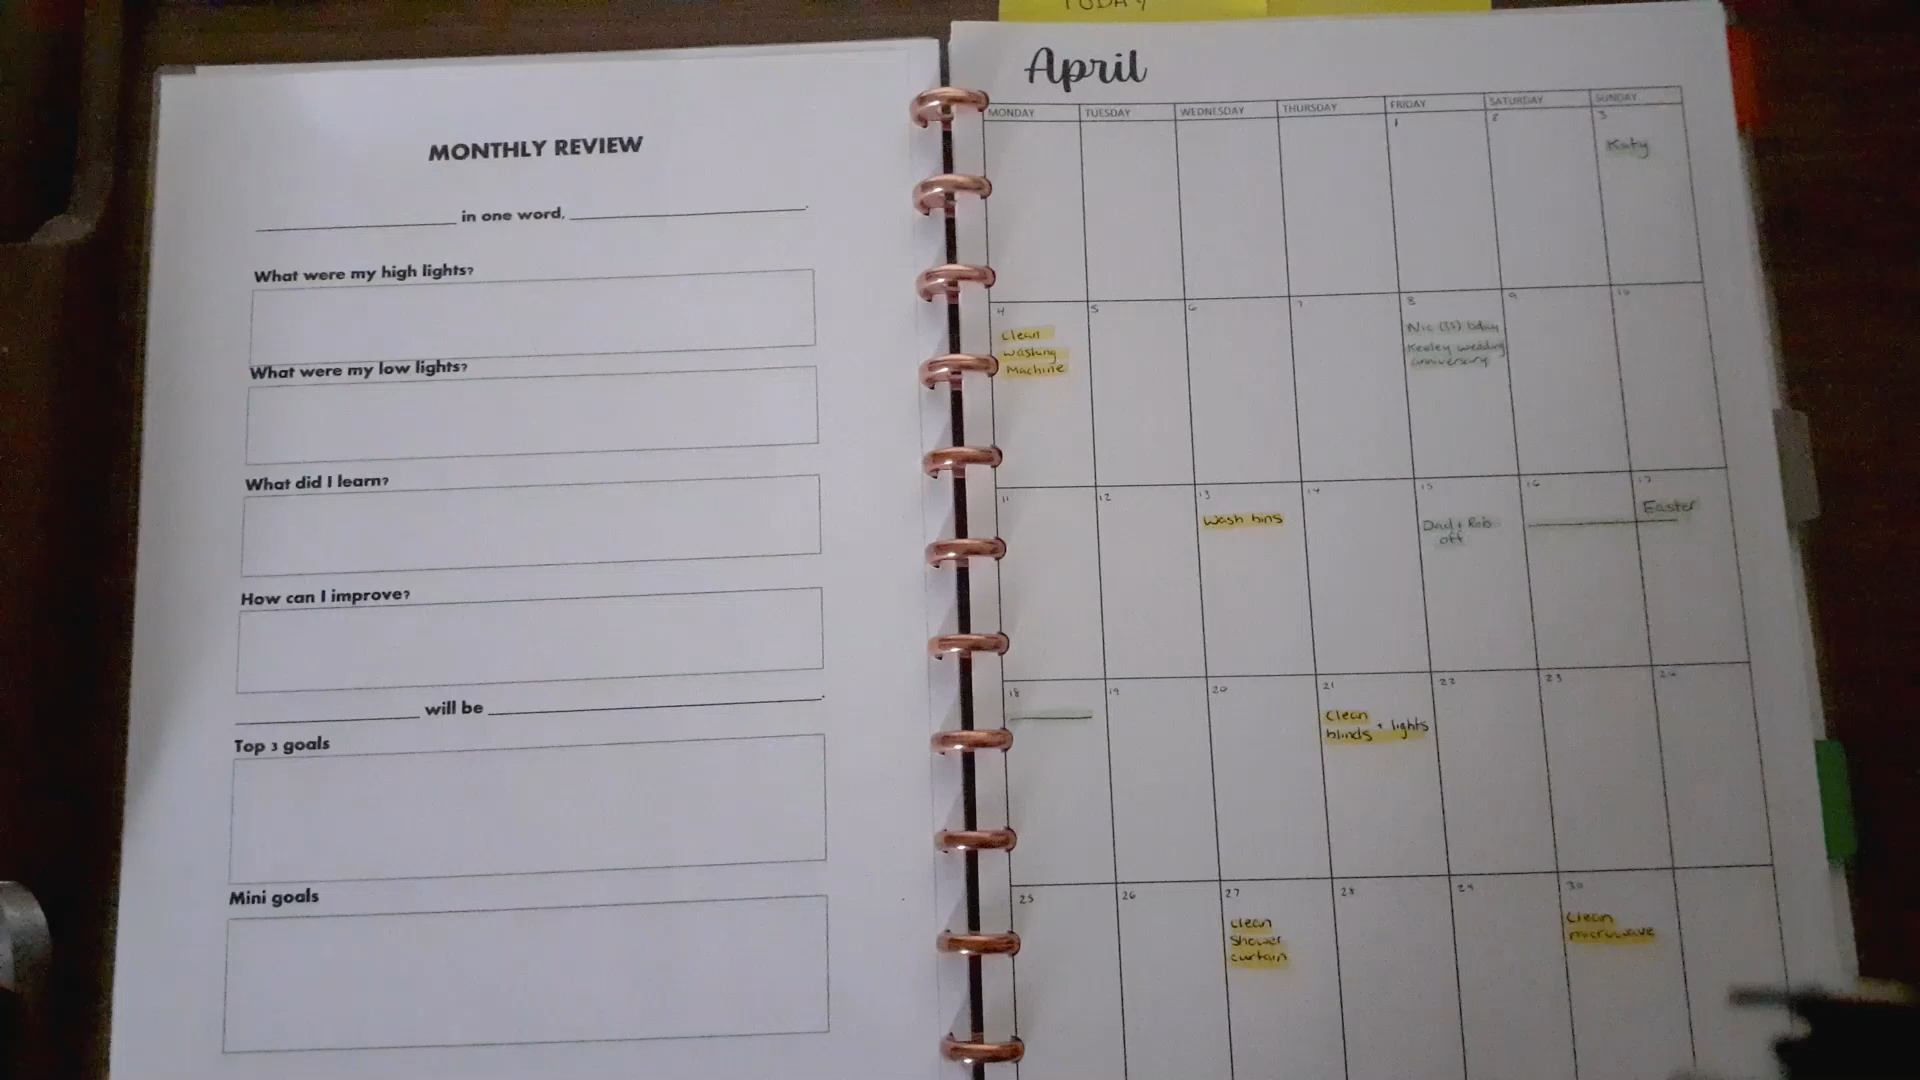 TODAY
MONTHLY REVIEW
in one word,
What were my high lights?
What were my low lights?
What did I learn?
How can I improve?
will be
Top 3 goals
Mini goals
April
MONDAY TUESDAY WEDNESDAY THURSDAY FRIDAY SATURDAY SUNDAY
1 2 3
Katy
4 5 6 7 8 9 10
Clean
washing
Machine
Nic (35) bday
Keeley wedding
anniversary
11 12 13 14 15 16 17
Wash bins
Dad + Rob
off
Easter
18 19 20 21 22 23 24
Clean
blinds + lights
25 26 27 28 29 30
Clean
Shower
curtain
Clean
microwave